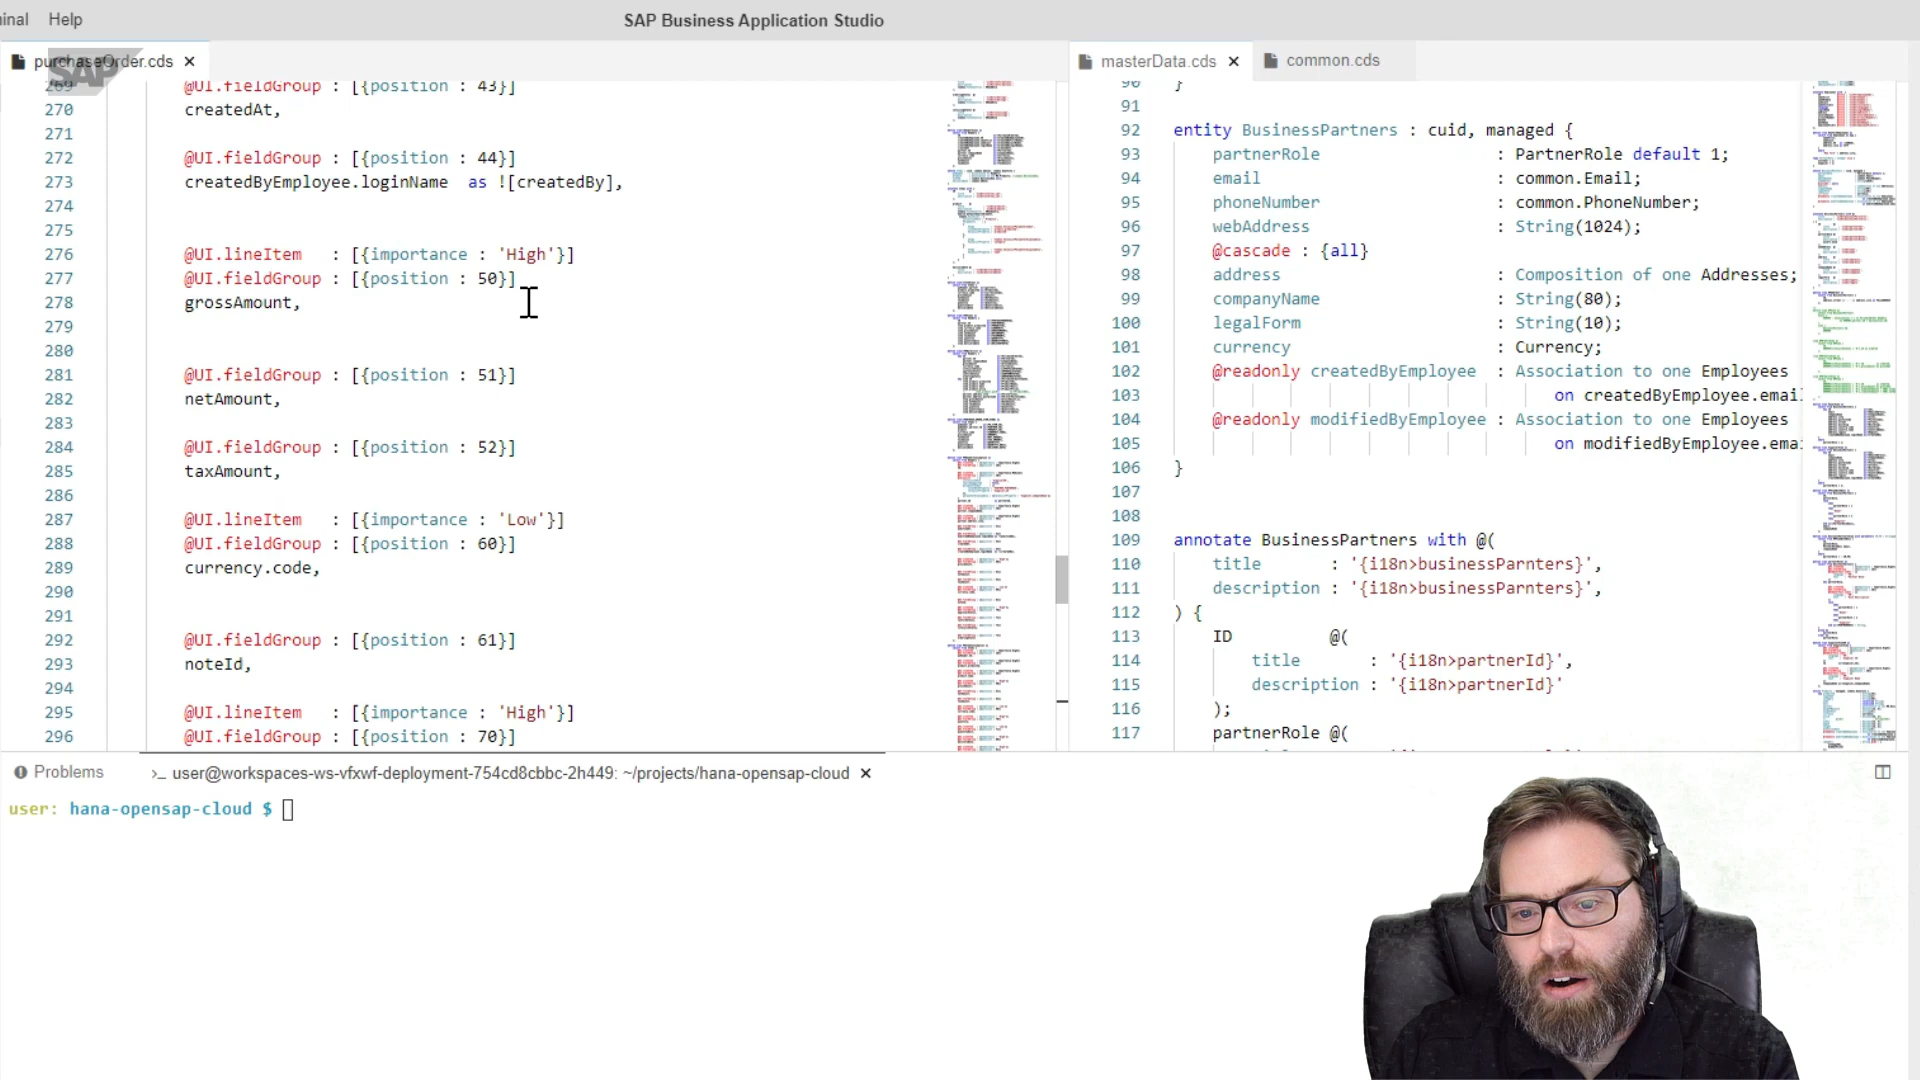 inal Help
SAP Business Application Studio
purchaseOrder.cds ×
SAP
269 @UI.fieldGroup : [{position : 43}]
270 createdAt,
271
272 @UI.fieldGroup : [{position : 44}]
273 createdByEmployee.loginName as ![createdBy],
274
275
276 @UI.lineItem : [{importance : 'High'}]
277 @UI.fieldGroup : [{position : 50}]
278 grossAmount,
279
280
281 @UI.fieldGroup : [{position : 51}]
282 netAmount,
283
284 @UI.fieldGroup : [{position : 52}]
285 taxAmount,
286
287 @UI.lineItem : [{importance : 'Low'}]
288 @UI.fieldGroup : [{position : 60}]
289 currency.code,
290
291
292 @UI.fieldGroup : [{position : 61}]
293 noteId,
294
295 @UI.lineItem : [{importance : 'High'}]
296 @UI.fieldGroup : [{position : 70}]
masterData.cds × common.cds
90 }
91
92 entity BusinessPartners : cuid, managed {
93 partnerRole : PartnerRole default 1;
94 email : common.Email;
95 phoneNumber : common.PhoneNumber;
96 webAddress : String(1024);
97 @cascade : {all}
98 address : Composition of one Addresses;
99 companyName : String(80);
100 legalForm : String(10);
101 currency : Currency;
102 @readonly createdByEmployee : Association to one Employees
103 on createdByEmployee.emai
104 @readonly modifiedByEmployee : Association to one Employees
105 on modifiedByEmployee.ema
106 }
107
108
109 annotate BusinessPartners with @(
110 title : '{i18n>businessParnters}',
111 description : '{i18n>businessParnters}',
112 ) {
113 ID @(
114 title : '{i18n>partnerId}',
115 description : '{i18n>partnerId}'
116 );
117 partnerRole @(
Problems >_ user@workspaces-ws-vfxwf-deployment-754cd8cbbc-2h449: ~/projects/hana-opensap-cloud ×
user: hana-opensap-cloud $